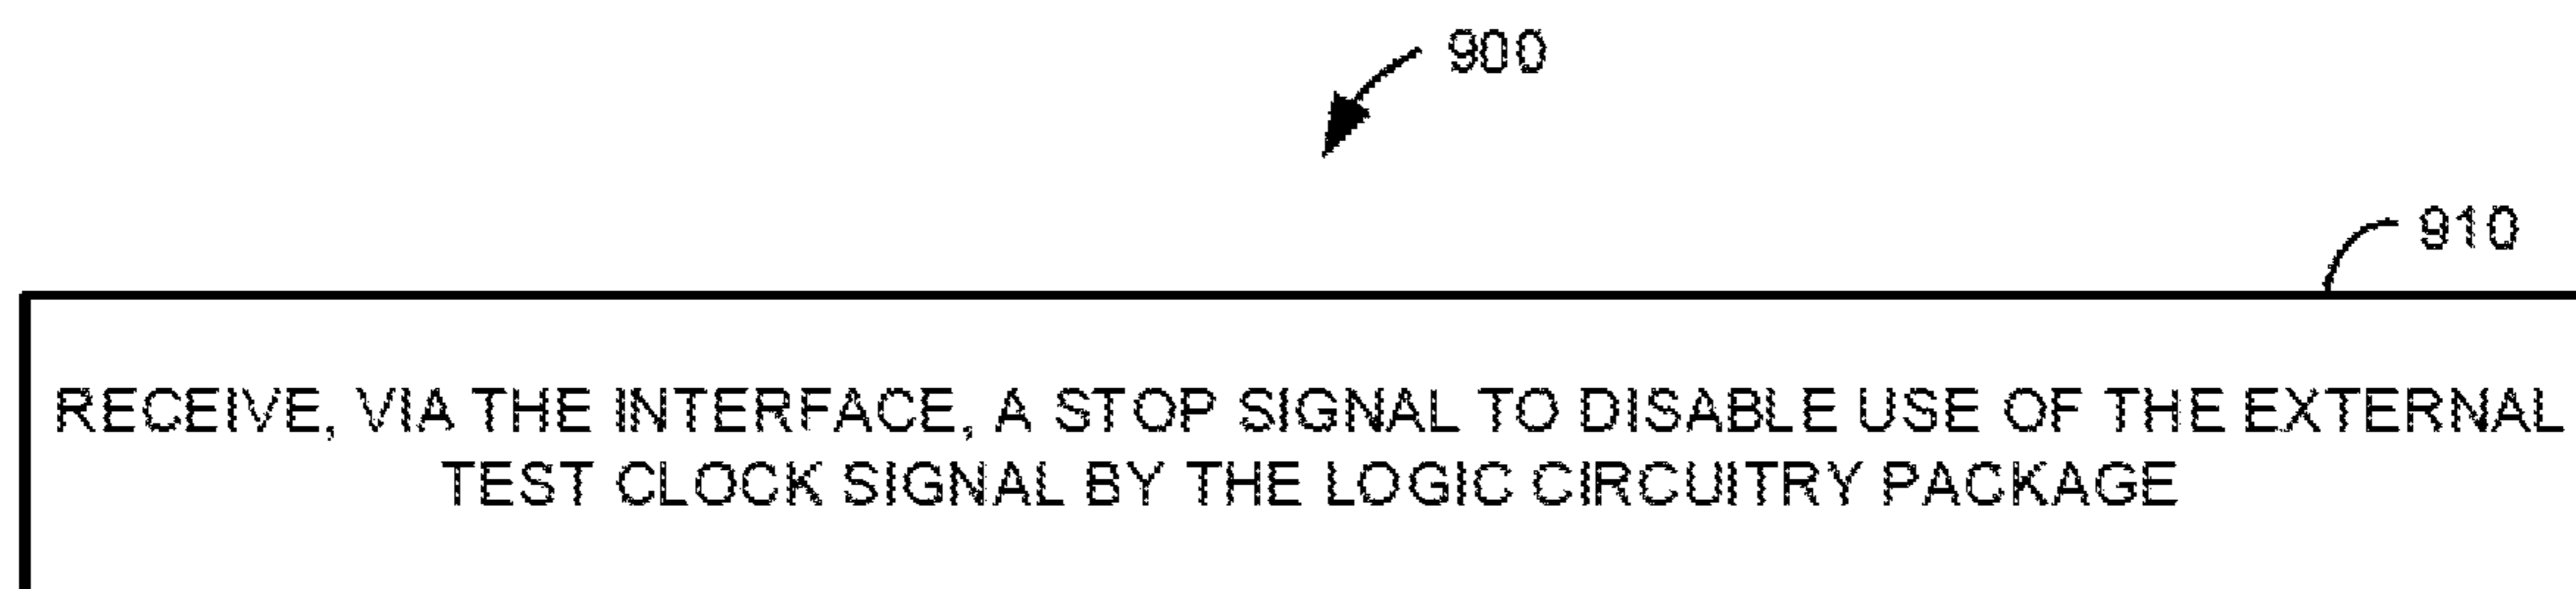 900
910
RECEIVE, VIA THE INTERFACE, A STOP SIGNAL TO DISABLE USE OF THE EXTERNAL
TEST CLOCK SIGNAL BY THE LOGIC CIRCUITRY PACKAGE